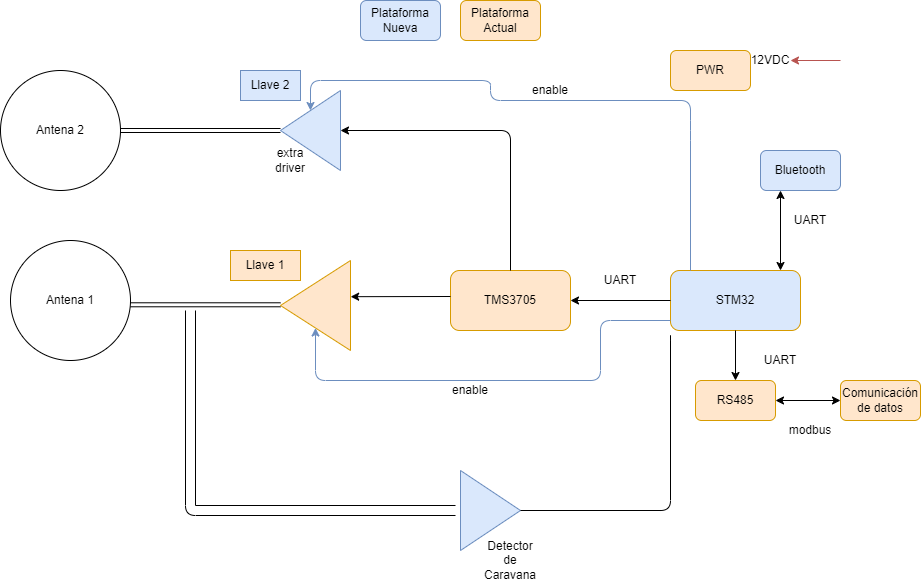 Plataforma
Nueva
Plataforma
Actual
PWR
12VDC
Llave 2
enable
Antena 2
extra
driver
Bluetooth
UART
Llave 1
Antena 1
TMS3705
UART
STM32
UART
enable
RS485
Comunicación
de datos
modbus
Detector
de
Caravana